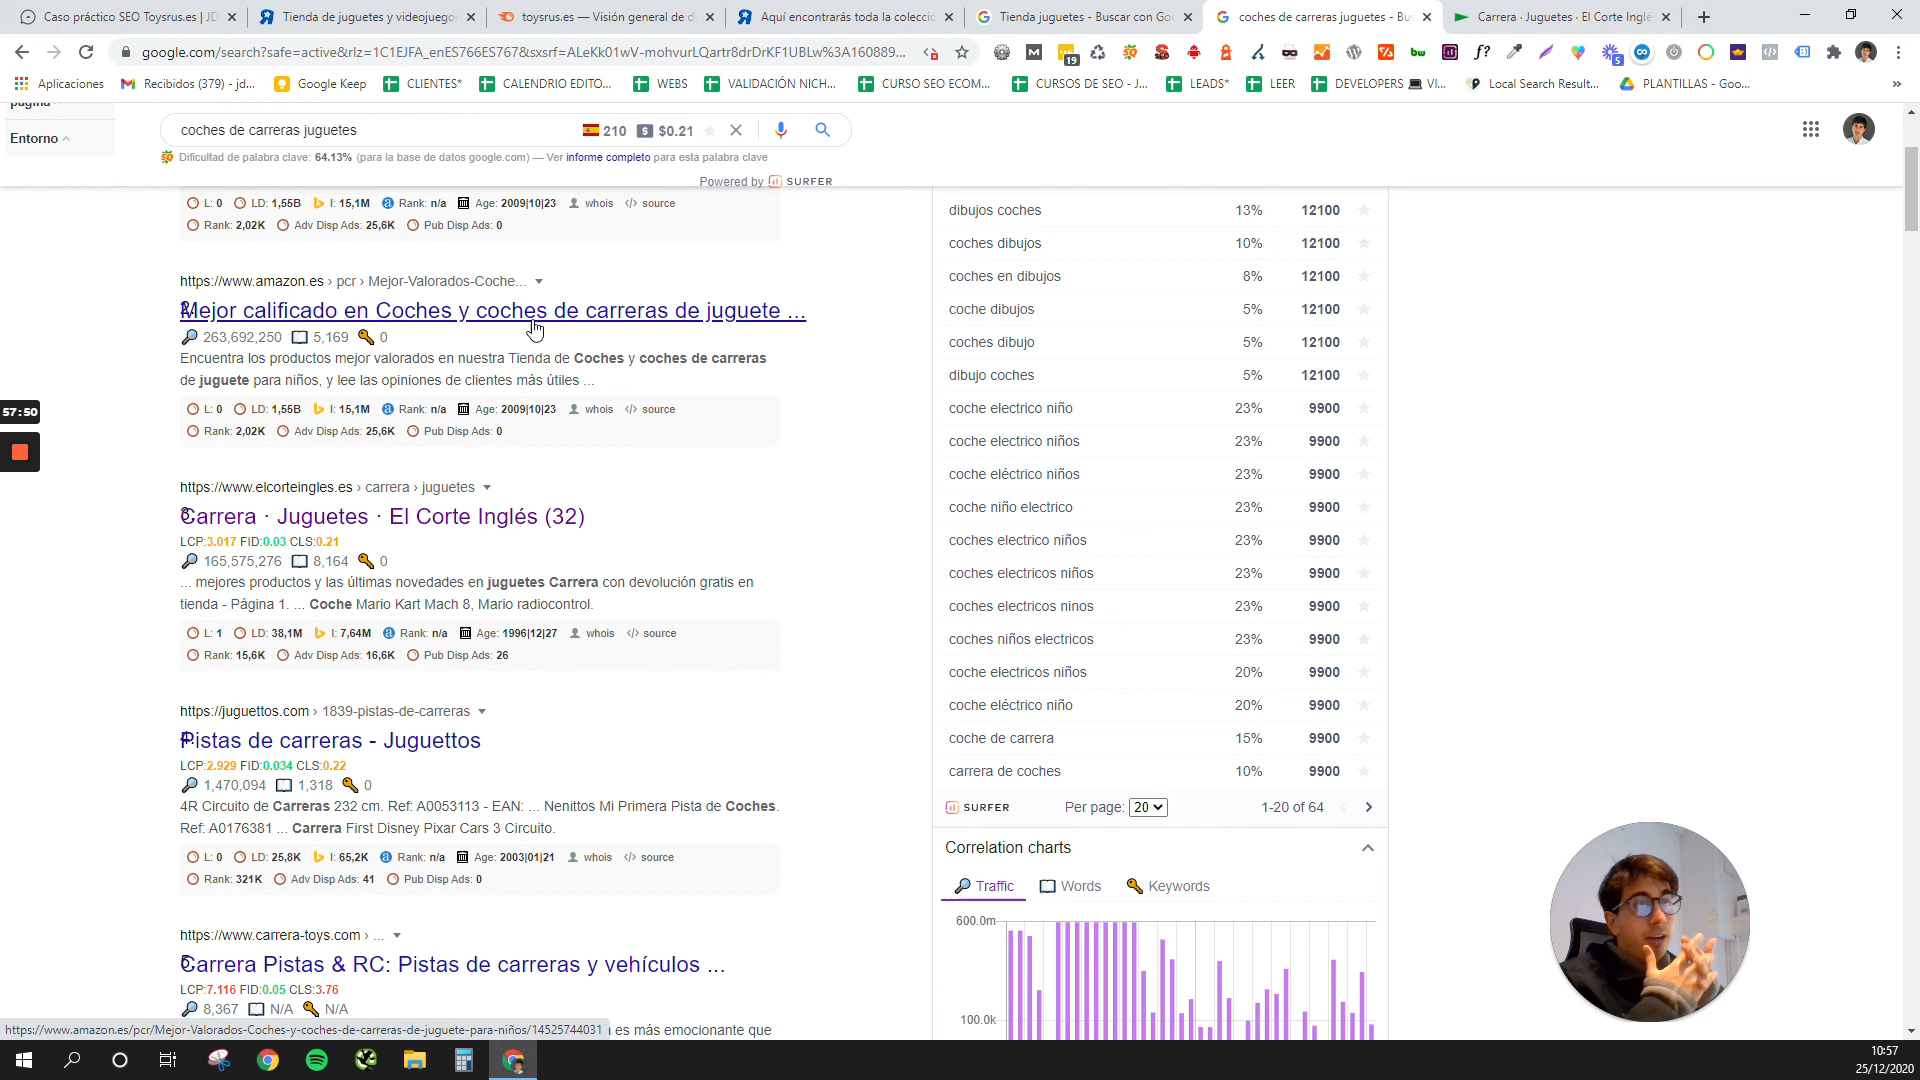 Caso práctico SEO Toysrus.es | JD
Tienda de juguetes y videojuegos
toysrus.es — Visión general de d
Aquí encontrarás toda la colecció
Tienda juguetes - Buscar con Goo
coches de carreras juguetes - Bus
Carrera · Juguetes · El Corte Inglé
google.com/search?safe=active&rlz=1C1EJFA_enES766ES767&sxsrf=ALeKk01wV-mohvurLQartr8drDrKF1UBLw%3A160889...
19
5
Aplicaciones
Recibidos (379) - jd...
Google Keep
CLIENTES*
CALENDARIO EDITO...
WEBS
VALIDACIÓN NICH...
CURSO SEO ECOM...
CURSOS DE SEO - J...
LEADS*
LEER
DEVELOPERS VI...
Local Search Result...
PLANTILLAS - Goo...
»
página
Entorno
coches de carreras juguetes
210 $0.21
Dificultad de palabra clave: 64.13% (para la base de datos google.com) — Ver informe completo para esta palabra clave
Powered by SURFER
L: 0 LD: 1,55B I: 15,1M Rank: n/a Age: 2009|10|23 whois source
Rank: 2,02K Adv Disp Ads: 25,6K Pub Disp Ads: 0
https://www.amazon.es › pcr › Mejor-Valorados-Coche...
Mejor calificado en Coches y coches de carreras de juguete ...
263,692,250 5,169 0
Encuentra los productos mejor valorados en nuestra Tienda de Coches y coches de carreras
de juguete para niños, y lee las opiniones de clientes más útiles ...
L: 0 LD: 1,55B I: 15,1M Rank: n/a Age: 2009|10|23 whois source
Rank: 2,02K Adv Disp Ads: 25,6K Pub Disp Ads: 0
57:50
https://www.elcorteingles.es › carrera › juguetes
3.
Carrera · Juguetes · El Corte Inglés (32)
LCP:3.017 FID:0.03 CLS:0.21
165,575,276 8,164 0
... mejores productos y las últimas novedades en juguetes Carrera con devolución gratis en
tienda - Página 1. ... Coche Mario Kart Mach 8, Mario radiocontrol.
L: 1 LD: 38,1M I: 7,64M Rank: n/a Age: 1996|12|27 whois source
Rank: 15,6K Adv Disp Ads: 16,6K Pub Disp Ads: 26
https://juguettos.com › 1839-pistas-de-carreras
4.
Pistas de carreras - Juguettos
LCP:2.929 FID:0.034 CLS:0.22
1,470,094 1,318 0
4R Circuito de Carreras 232 cm. Ref: A0053113 - EAN: ... Nenittos Mi Primera Pista de Coches.
Ref: A0176381 ... Carrera First Disney Pixar Cars 3 Circuito.
L: 0 LD: 25,8K I: 65,2K Rank: n/a Age: 2003|01|21 whois source
Rank: 321K Adv Disp Ads: 41 Pub Disp Ads: 0
https://www.carrera-toys.com › ...
5.
Carrera Pistas & RC: Pistas de carreras y vehículos ...
LCP:7.116 FID:0.05 CLS:3.76
8,367 N/A N/A
es más emocionante que
https://www.amazon.es/pcr/Mejor-Valorados-Coches-y-coches-de-carreras-de-juguete-para-niños/14525744031
dibujos coches 13% 12100
coches dibujos 10% 12100
coches en dibujos 8% 12100
coche dibujos 5% 12100
coche dibujo 5% 12100
dibujo coches 5% 12100
coche electrico niño 23% 9900
coche electrico niños 23% 9900
coche eléctrico niños 23% 9900
coche niño electrico 23% 9900
coches electrico niños 23% 9900
coches electricos niños 23% 9900
coches electricos ninos 23% 9900
coches niños electricos 23% 9900
coche electricos niños 20% 9900
coche eléctrico niño 20% 9900
coche de carrera 15% 9900
carrera de coches 10% 9900
SURFER Per page: 20 1-20 of 64
Correlation charts
Traffic Words Keywords
600.0m
100.0k
10:57
25/12/2020